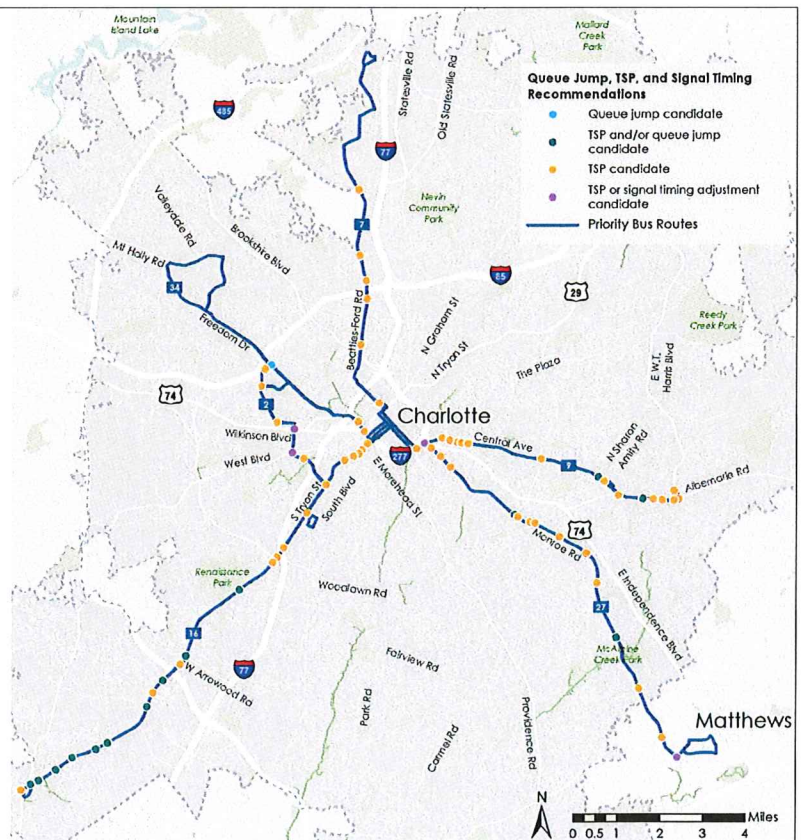 Mountain
Island Lake
Mallard
Creek
Park
Statesville Rd
Old Statesville Rd
Queue Jump, TSP, and Signal Timing
Recommendations
Queue jump candidate
TSP and/or queue jump
candidate
TSP candidate
TSP or signal timing adjustment
candidate
Priority Bus Routes
485
77
Nevin
Community
Park
7
Valleydale Rd
Brookshire Blvd
Mt Holly Rd
34
85
29
Reedy
Creek Park
Freedom Dr
Beatties-Ford Rd
N Graham St
N Tryon St
The Plaza
E W.T.
Harris Blvd
74
2
Charlotte
Wilkinson Blvd
West Blvd
277
Central Ave
9
N Sharon
Amity Rd
Albemarle Rd
E Morehead St
S Tryon St
South Blvd
74
Monroe Rd
Renaissance
Park
Woodlawn Rd
E Independence Blvd
27
16
McAlpine
Creek Park
77
W Arrowood Rd
Fairview Rd
Park Rd
Carmel Rd
Providence Rd
Matthews
N
Miles
0 0.5 1 2 3 4